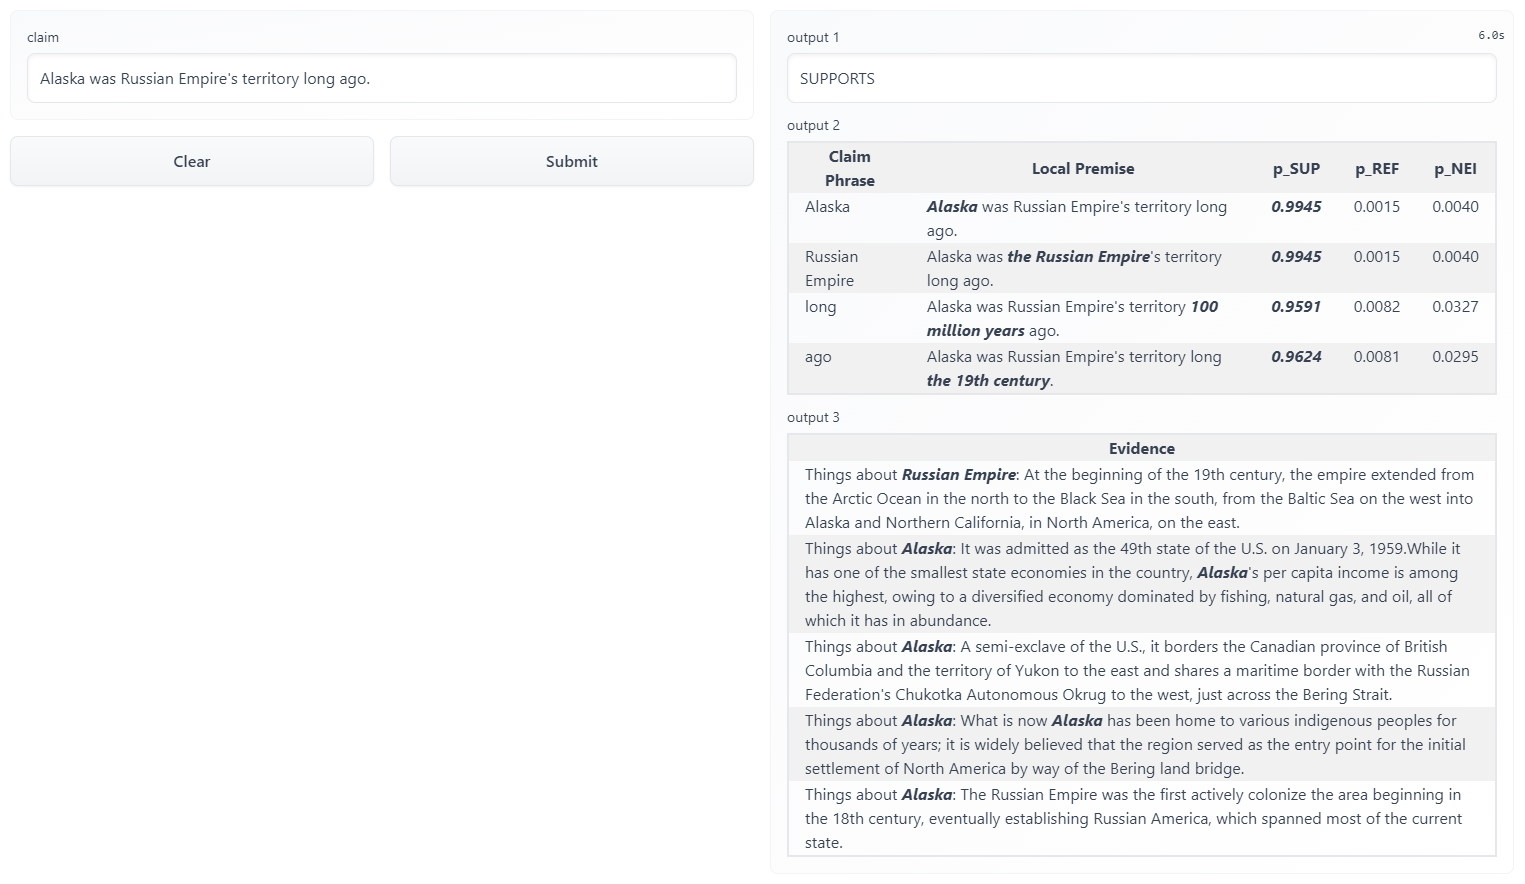 claim
Alaska was Russian Empire's territory long ago.
Clear
Submit
output 1
6.0s
SUPPORTS
output 2
Claim
Phrase
Local Premise
p_SUP
p_REF
p_NEI
Alaska
Alaska was Russian Empire's territory long
ago.
0.9945
0.0015
0.0040
Russian
Empire
Alaska was the Russian Empire's territory
long ago.
0.9945
0.0015
0.0040
long
Alaska was Russian Empire's territory 100
million years ago.
0.9591
0.0082
0.0327
ago
Alaska was Russian Empire's territory long
the 19th century.
0.9624
0.0081
0.0295
output 3
Evidence
Things about Russian Empire: At the beginning of the 19th century, the empire extended from
the Arctic Ocean in the north to the Black Sea in the south, from the Baltic Sea on the west into
Alaska and Northern California, in North America, on the east.
Things about Alaska: It was admitted as the 49th state of the U.S. on January 3, 1959.While it
has one of the smallest state economies in the country, Alaska's per capita income is among
the highest, owing to a diversified economy dominated by fishing, natural gas, and oil, all of
which it has in abundance.
Things about Alaska: A semi-exclave of the U.S., it borders the Canadian province of British
Columbia and the territory of Yukon to the east and shares a maritime border with the Russian
Federation's Chukotka Autonomous Okrug to the west, just across the Bering Strait.
Things about Alaska: What is now Alaska has been home to various indigenous peoples for
thousands of years; it is widely believed that the region served as the entry point for the initial
settlement of North America by way of the Bering land bridge.
Things about Alaska: The Russian Empire was the first actively colonize the area beginning in
the 18th century, eventually establishing Russian America, which spanned most of the current
state.